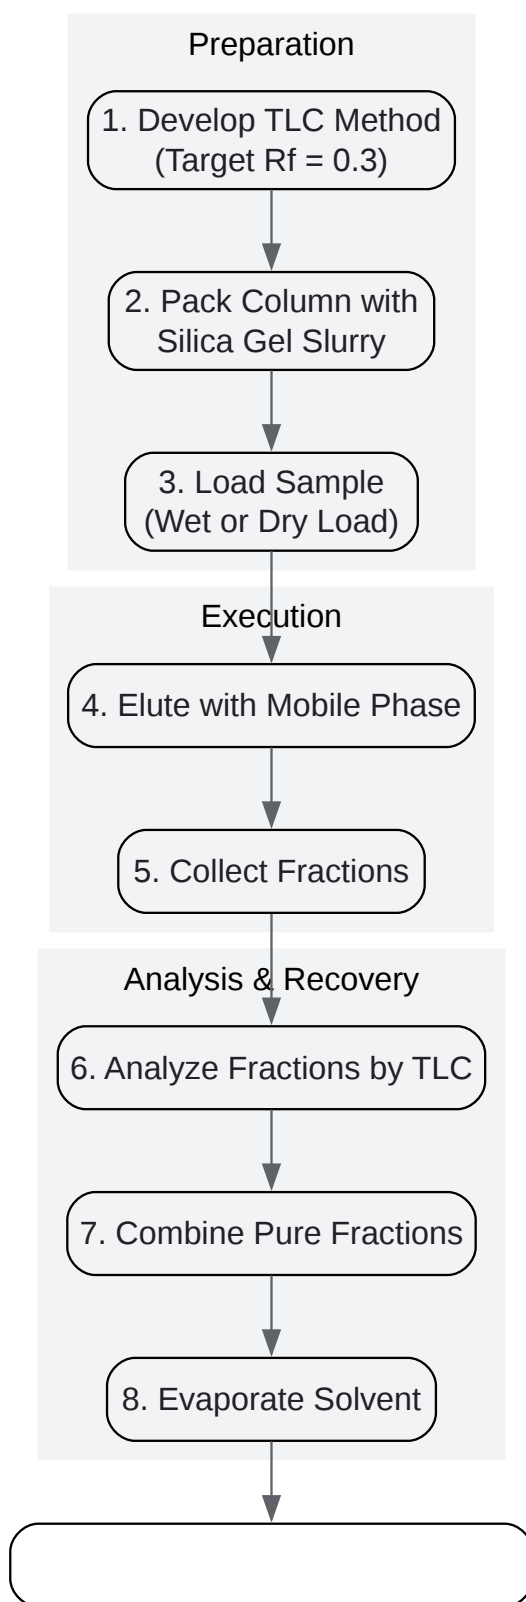 Preparation
1. Develop TLC Method
(Target Rf = 0.3)
2. Pack Column with
Silica Gel Slurry
3. Load Sample
(Wet or Dry Load)
Execution
4. Elute with Mobile Phase
5. Collect Fractions
Analysis & Recovery
6. Analyze Fractions by TLC
7. Combine Pure Fractions
8. Evaporate Solvent